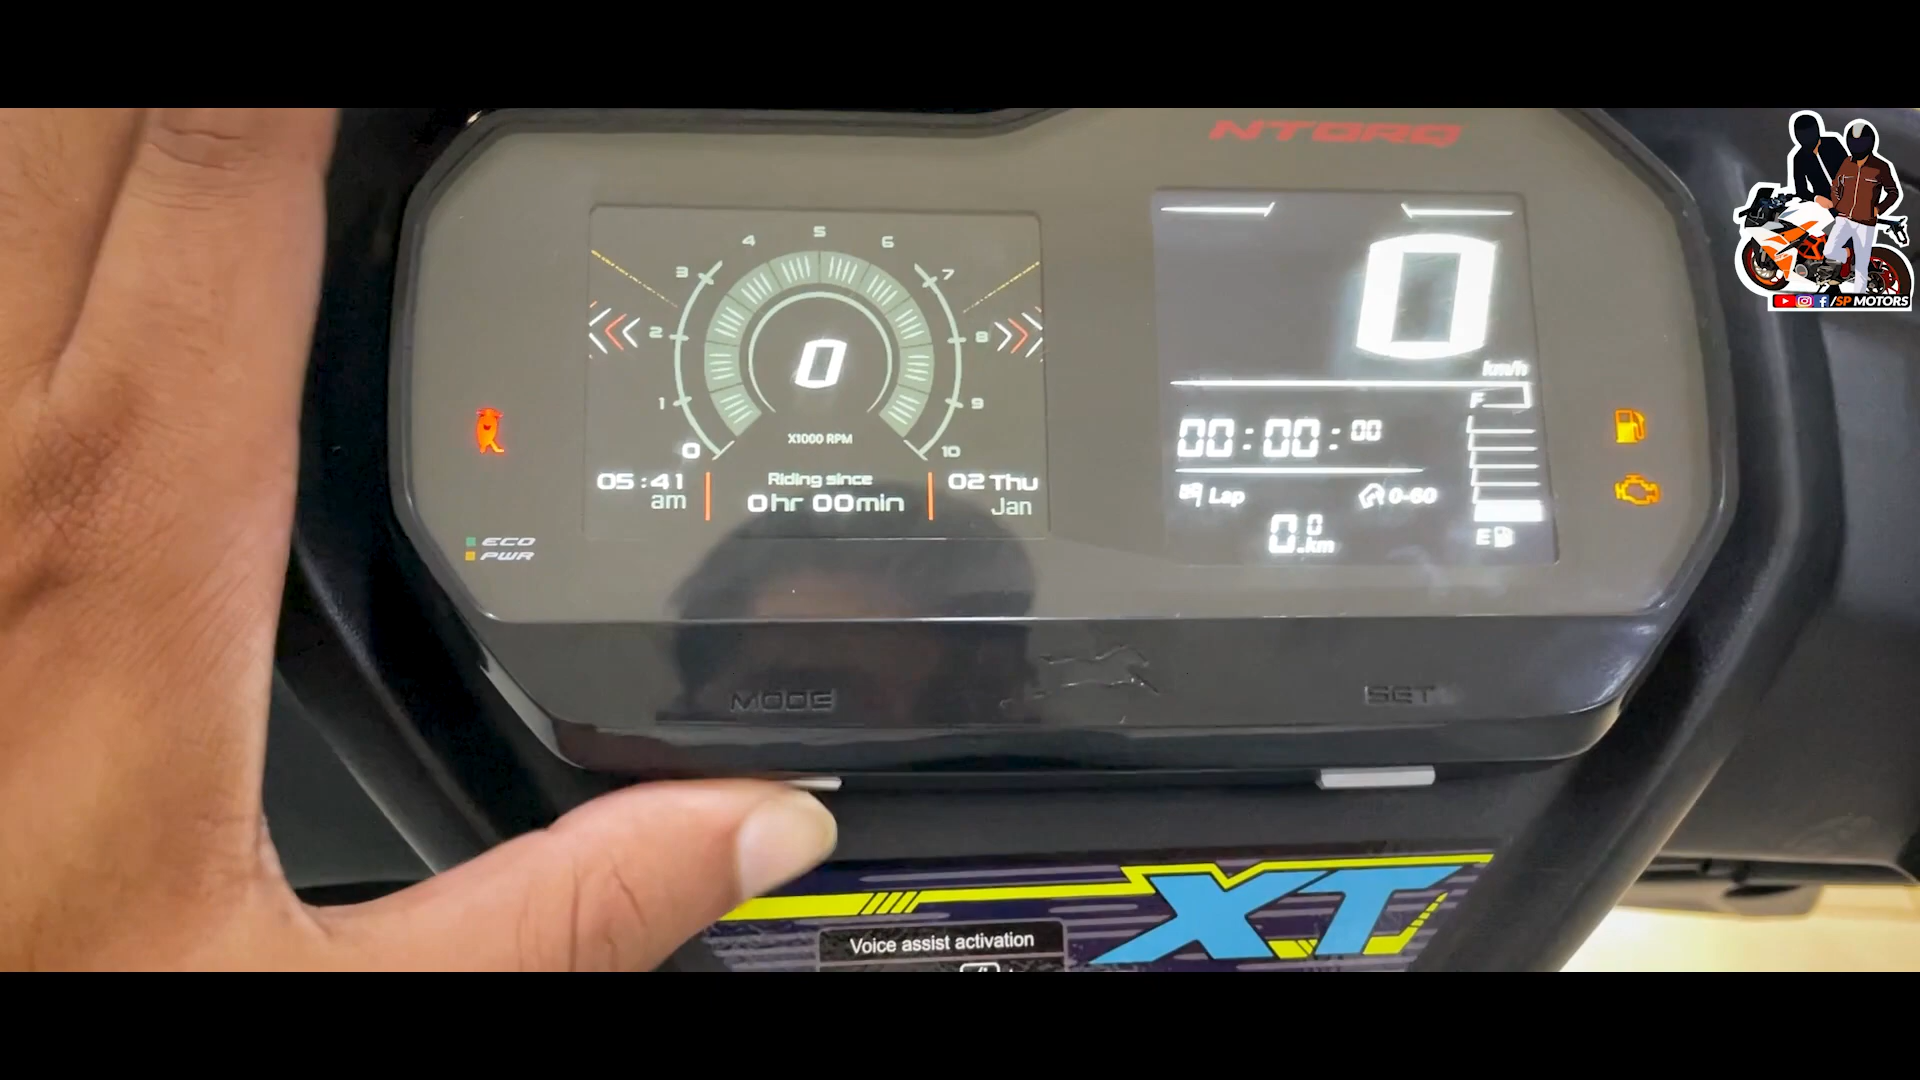 NTORQ
/SP MOTORS
0
km/h
4 5 6
3 7
2 8
1 9
0 10
0
X1000 RPM
05:41
am
Riding since
0hr 00min
02 Thu
Jan
00:00:00
Lap
0-60
0.0 km
F
E
ECO
PWR
MODE
SET
XT
Voice assist activation